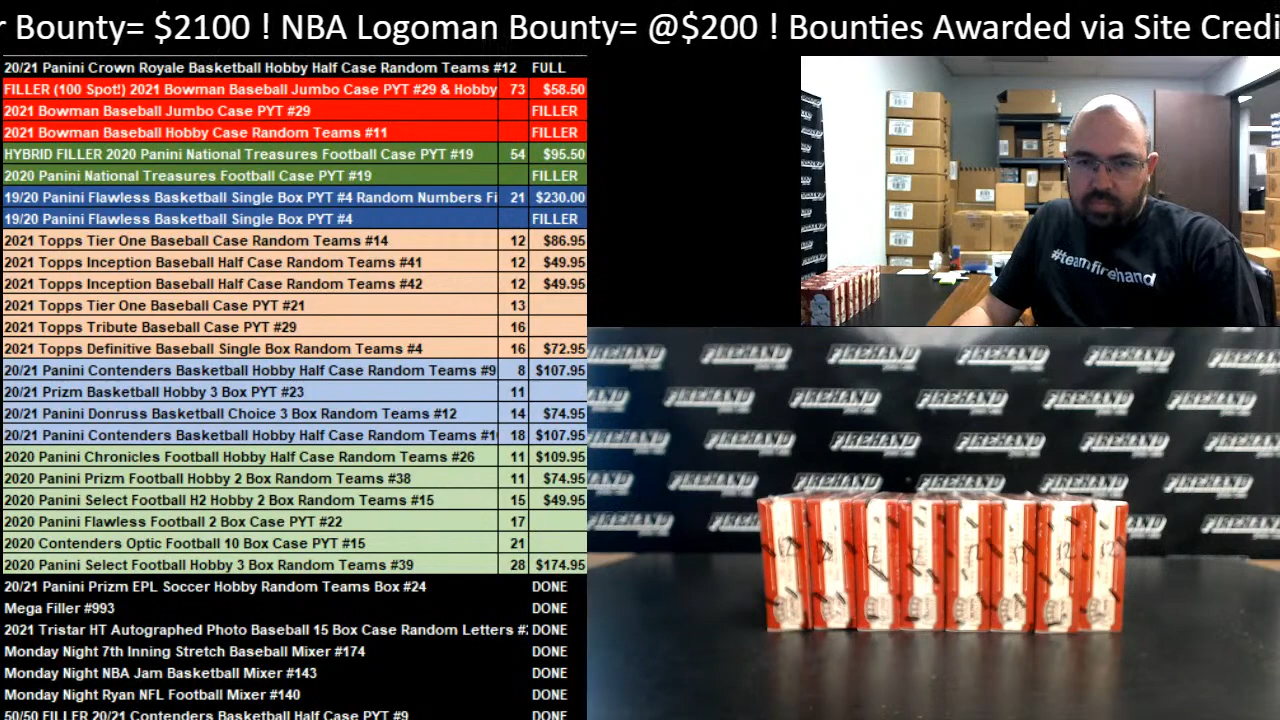 r Bounty= $2100 ! NBA Logoman Bounty= @$200 ! Bounties Awarded via Site Credi
20/21 Panini Crown Royale Basketball Hobby Half Case Random Teams #12 FULL
FILLER (100 Spot!) 2021 Bowman Baseball Jumbo Case PYT #29 & Hobby 73 $58.50
2021 Bowman Baseball Jumbo Case PYT #29 FILLER
2021 Bowman Baseball Hobby Case Random Teams #11 FILLER
HYBRID FILLER 2020 Panini National Treasures Football Case PYT #19 54 $95.50
2020 Panini National Treasures Football Case PYT #19 FILLER
19/20 Panini Flawless Basketball Single Box PYT #4 Random Numbers Fi 21 $230.00
19/20 Panini Flawless Basketball Single Box PYT #4 FILLER
2021 Topps Tier One Baseball Case Random Teams #14 12 $86.95
2021 Topps Inception Baseball Half Case Random Teams #41 12 $49.95
2021 Topps Inception Baseball Half Case Random Teams #42 12 $49.95
2021 Topps Tier One Baseball Case PYT #21 13
2021 Topps Tribute Baseball Case PYT #29 16
2021 Topps Definitive Baseball Single Box Random Teams #4 16 $72.95
20/21 Panini Contenders Basketball Hobby Half Case Random Teams #9 8 $107.95
20/21 Prizm Basketball Hobby 3 Box PYT #23 11
20/21 Panini Donruss Basketball Choice 3 Box Random Teams #12 14 $74.95
20/21 Panini Contenders Basketball Hobby Half Case Random Teams #1 18 $107.95
2020 Panini Chronicles Football Hobby Half Case Random Teams #26 11 $109.95
2020 Panini Prizm Football Hobby 2 Box Random Teams #38 11 $74.95
2020 Panini Select Football H2 Hobby 2 Box Random Teams #15 15 $49.95
2020 Panini Flawless Football 2 Box Case PYT #22 17
2020 Contenders Optic Football 10 Box Case PYT #15 21
2020 Panini Select Football Hobby 3 Box Random Teams #39 28 $174.95
20/21 Panini Prizm EPL Soccer Hobby Random Teams Box #24 DONE
Mega Filler #993 DONE
2021 Tristar HT Autographed Photo Baseball 15 Box Case Random Letters #: DONE
Monday Night 7th Inning Stretch Baseball Mixer #174 DONE
Monday Night NBA Jam Basketball Mixer #143 DONE
Monday Night Ryan NFL Football Mixer #140 DONE
50/50 FILLER 20/21 Contenders Basketball Half Case PYT #9 DONE
#teamfirehand
FIREHAND